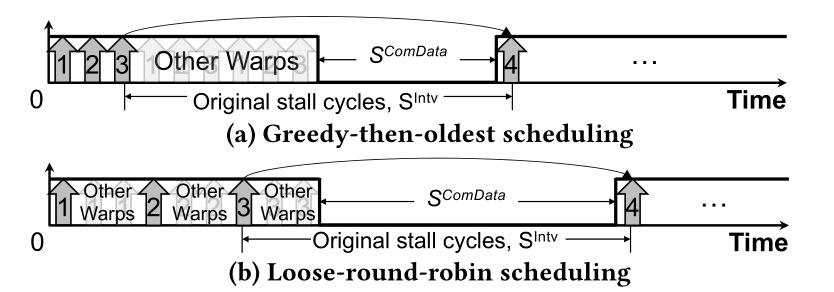 1 2 3 Other Warps S^ComData 4 ...
0 Original stall cycles, S^Intv Time
(a) Greedy-then-oldest scheduling
1 Other Warps 2 Other Warps 3 Other Warps S^ComData 4 ...
0 Original stall cycles, S^Intv Time
(b) Loose-round-robin scheduling